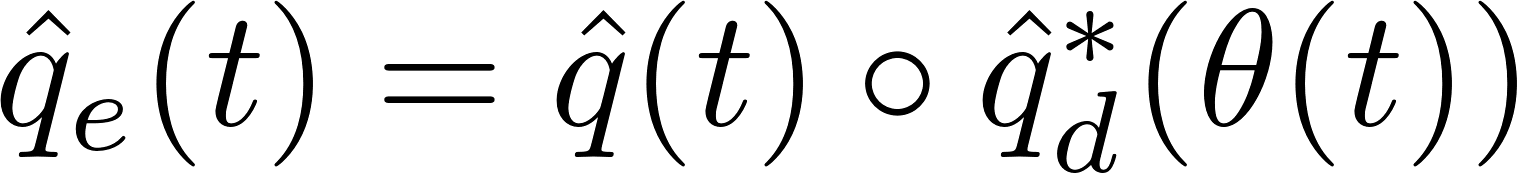 q̂ₑ(t) = q̂(t) ∘ q̂*_d(θ(t))